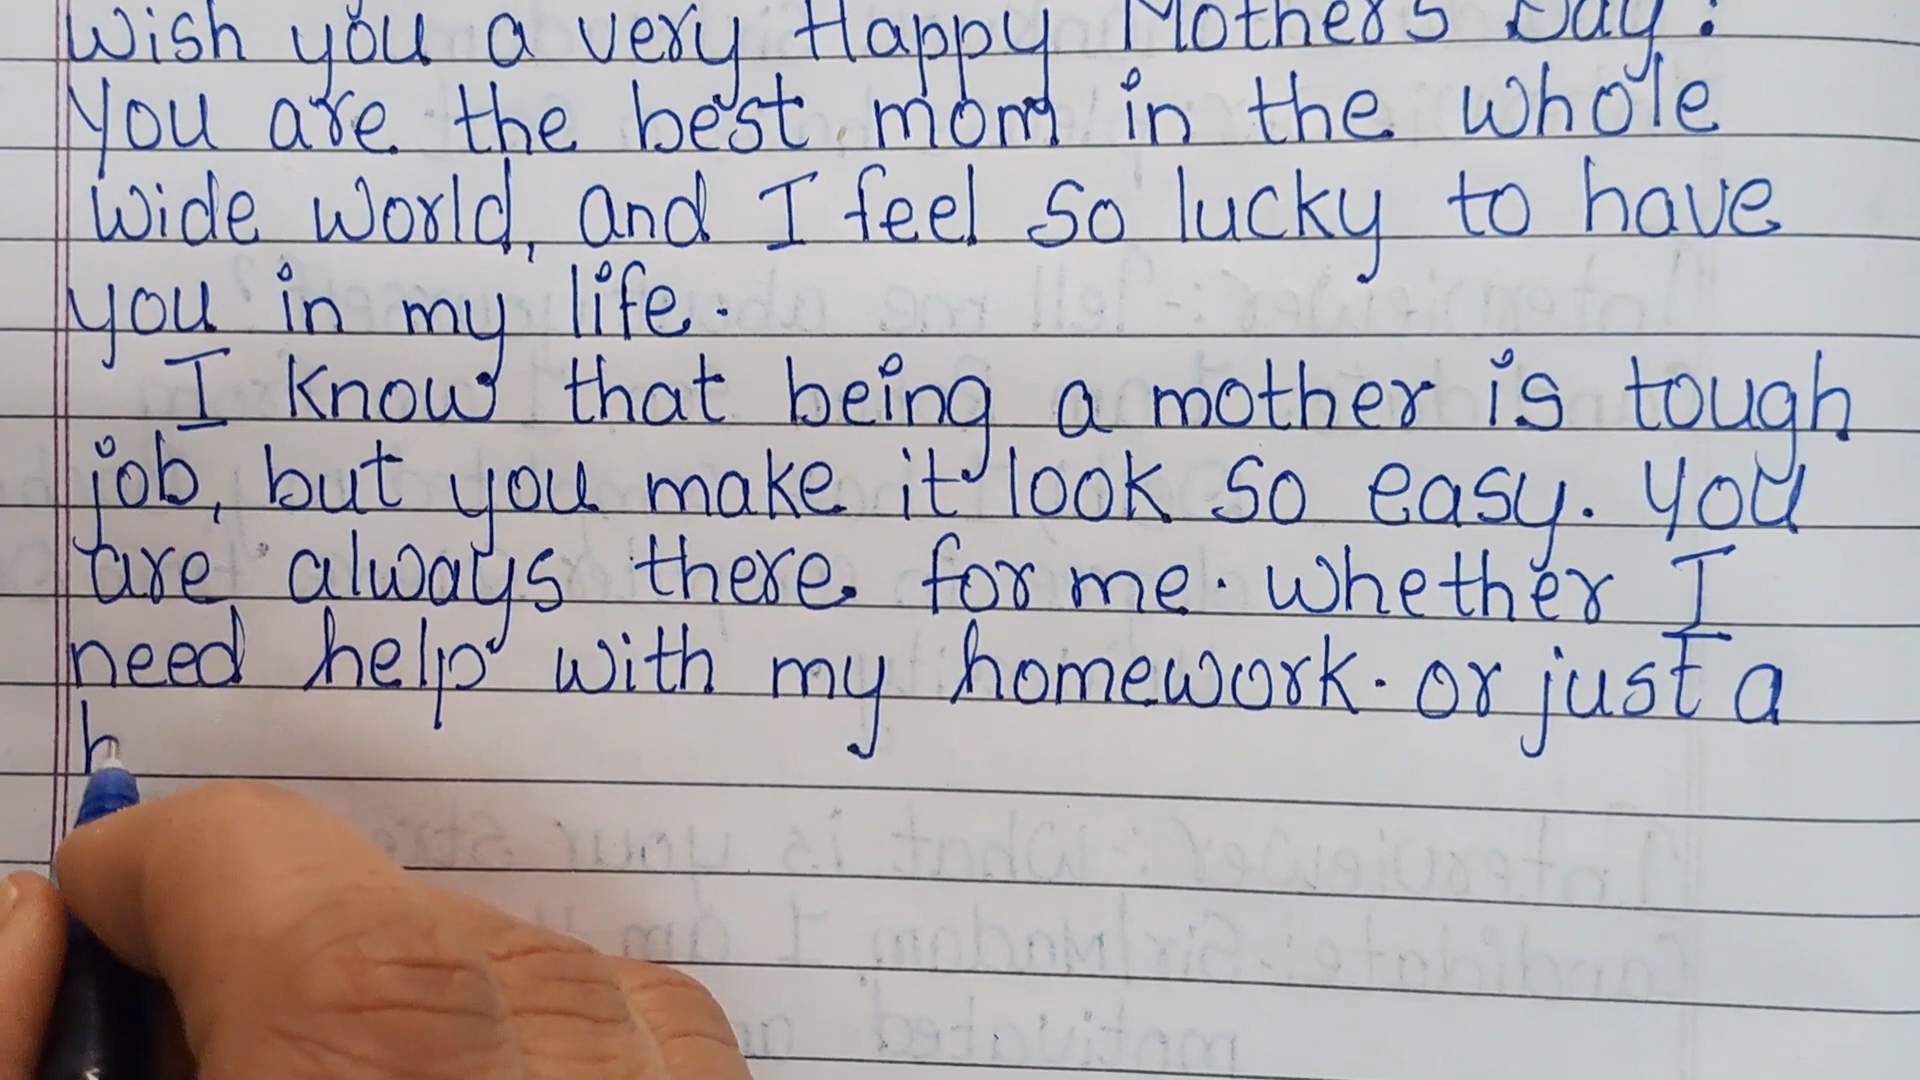 Wish you a very Happy Mothers Day!
You are the best mom in the whole
wide world, and I feel so lucky to have
you in my life.
I know that being a mother is tough
job, but you make it look so easy. You
are always there for me. whether I
need help with my homework. or just a
h